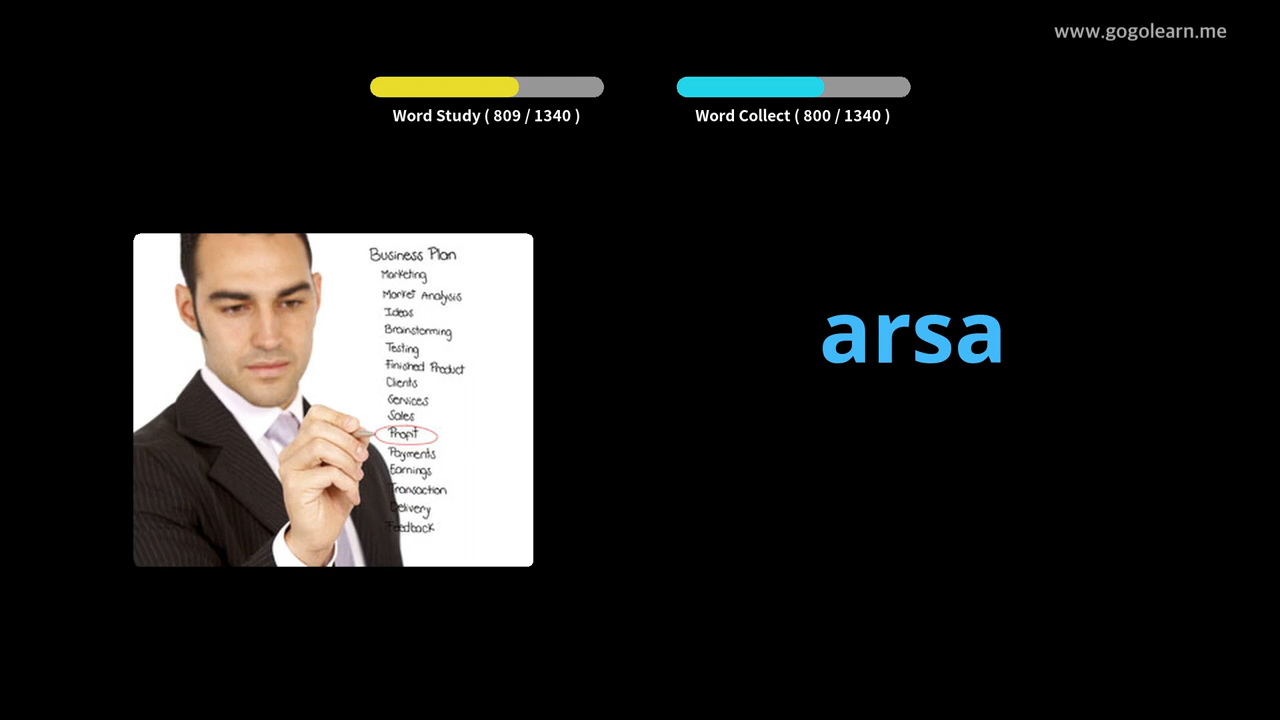 www.gogolearn.me
Word Study ( 809 / 1340 )
Word Collect ( 800 / 1340 )
Business Plan
Marketing
Market Analysis
Ideas
Brainstorming
Testing
Finished Product
Clients
Services
Sales
Profit
Payments
Earnings
Transaction
Delivery
Feedback
arsa